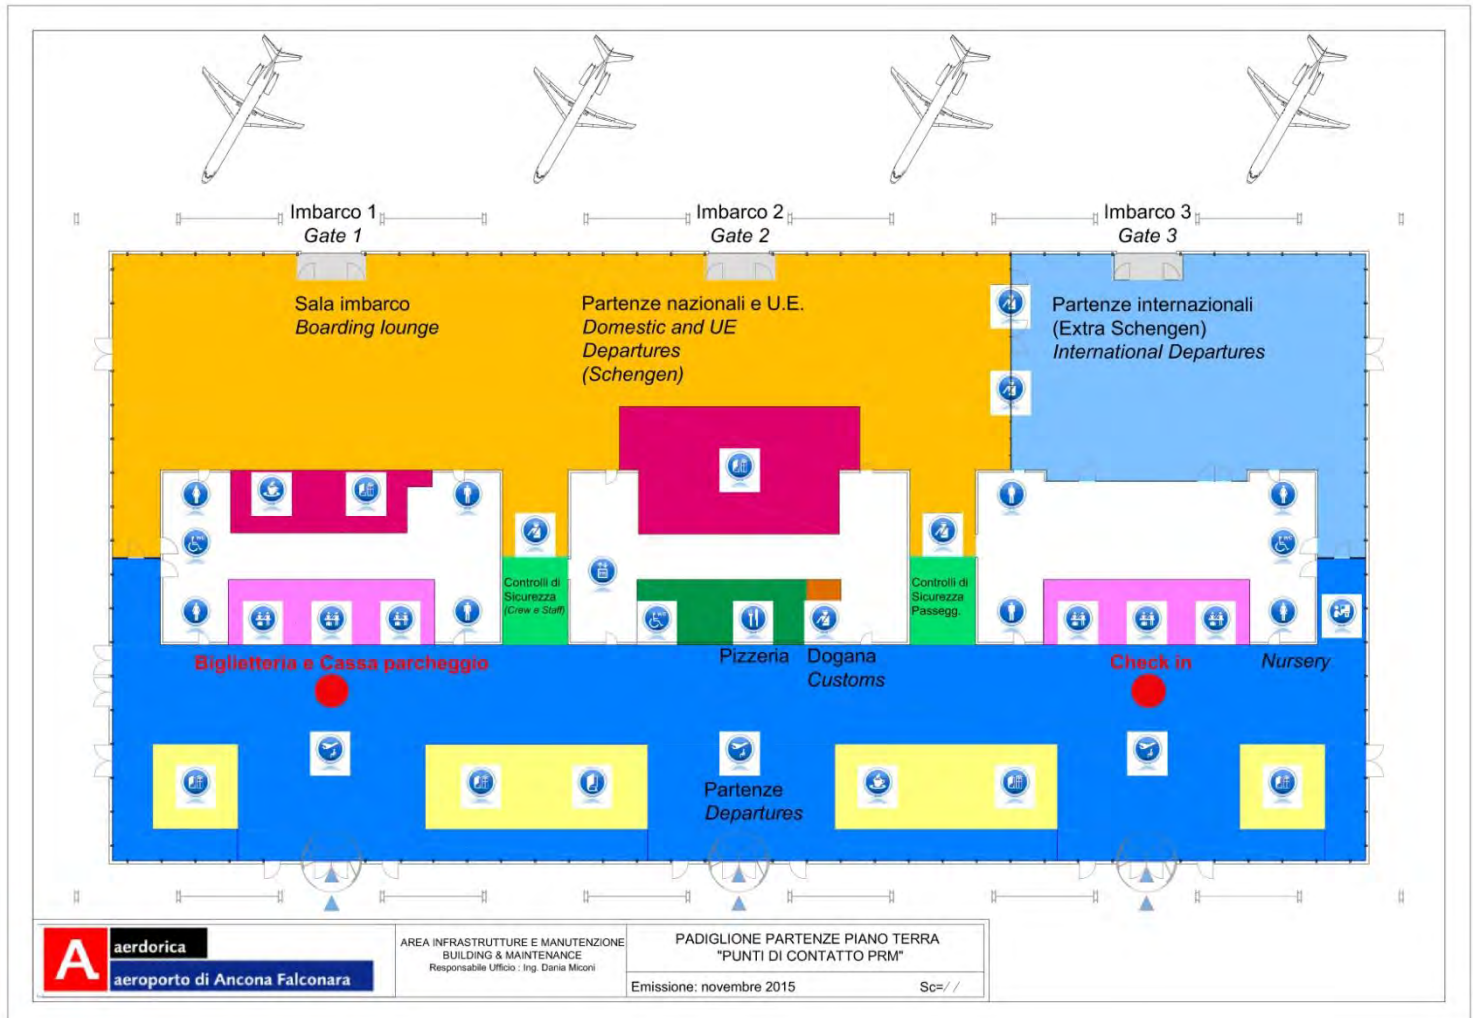 Imbarco 1
Gate 1
Imbarco 2
Gate 2
Imbarco 3
Gate 3
Sala imbarco
Boarding lounge
Partenze nazionali e U.E.
Domestic and UE
Departures
(Schengen)
Partenze internazionali
(Extra Schengen)
International Departures
Controlli di
Sicurezza
(Crew e Staff)
Controlli di
Sicurezza
Passegg.
Biglietteria e Cassa parcheggio
Pizzeria
Dogana
Customs
Check in
Nursery
Partenze
Departures
A
aerdorica
aeroporto di Ancona Falconara
AREA INFRASTRUTTURE E MANUTENZIONE
BUILDING & MAINTENANCE
Responsabile Ufficio : Ing. Dania Miconi
PADIGLIONE PARTENZE PIANO TERRA
"PUNTI DI CONTATTO PRM"
Emissione: novembre 2015
Sc=/ /